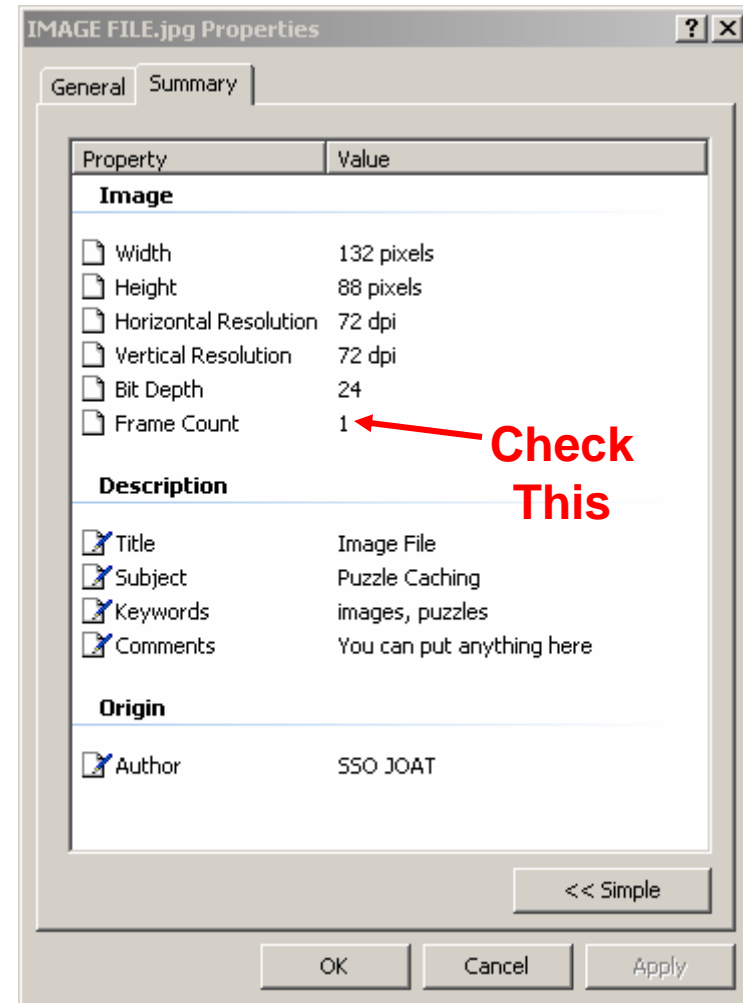 IMAGE FILE.jpg Properties
General Summary
Property Value
Image
Width 132 pixels
Height 88 pixels
Horizontal Resolution 72 dpi
Vertical Resolution 72 dpi
Bit Depth 24
Frame Count 1
Check
This
Description
Title Image File
Subject Puzzle Caching
Keywords images, puzzles
Comments You can put anything here
Origin
Author SSO JOAT
<< Simple
OK Cancel Apply